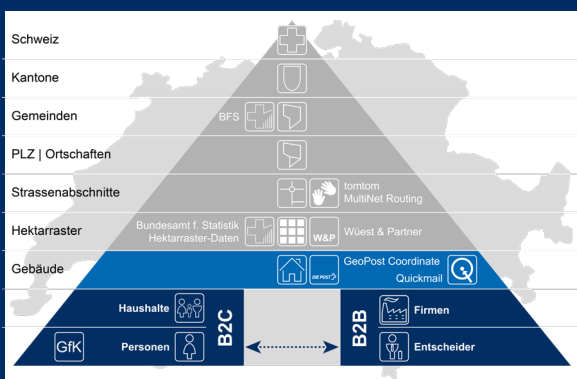 Schweiz
Kantone
Gemeinden
BFS
PLZ | Ortschaften
Strassenabschnitte
tomtom
MultiNet Routing
Hektarraster
Bundesamt f. Statistik
Hektarraster-Daten
W&P
Wüest & Partner
Gebäude
DIE POST
GeoPost Coordinate
Quickmail
Haushalte
B2C
B2B
Firmen
GfK
Personen
Entscheider